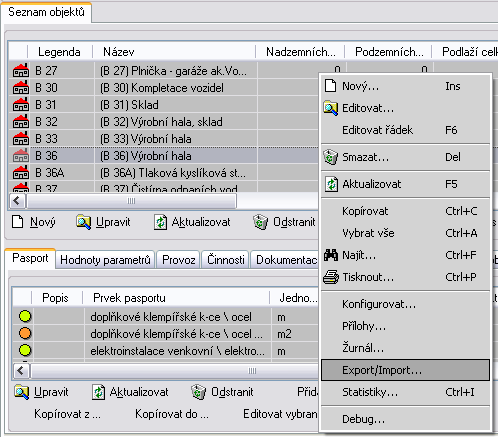 Seznam objektů
Legenda Název Nadzemních... Podzemních... Podlaží cel
B 27 (B 27) Plnička - garáže ak.Vo... 0 0
B 30 (B 30) Kompletace vozidel
B 31 (B 31) Sklad
B 32 (B 32) Výrobní hala, sklad
B 33 (B 33) Výrobní hala
B 36 (B 36) Výrobní hala
B 36A (B 36A) Tlaková kyslíková st...
B 37 (B 37) Čistírna odpaních vod
Nový Upravit Aktualizovat Odstranit
Nový... Ins
Editovat...
Editovat řádek F6
Smazat... Del
Aktualizovat F5
Kopírovat Ctrl+C
Vybrat vše Ctrl+A
Najít... Ctrl+F
Tisknout... Ctrl+P
Konfigurovat...
Přílohy...
Žurnál...
Export/Import...
Statistiky... Ctrl+I
Debug...
Pasport Hodnoty parametrů Provoz Činnosti Dokumentac
Popis Prvek pasportu Jedno...
doplňkové klempířské k-ce \ ocel m
doplňkové klempířské k-ce \ ocel ... m2
elektroinstalace venkovní \ elektro... m
Upravit Aktualizovat Odstranit Přida
Kopírovat z ... Kopírovat do ... Editovat vybran